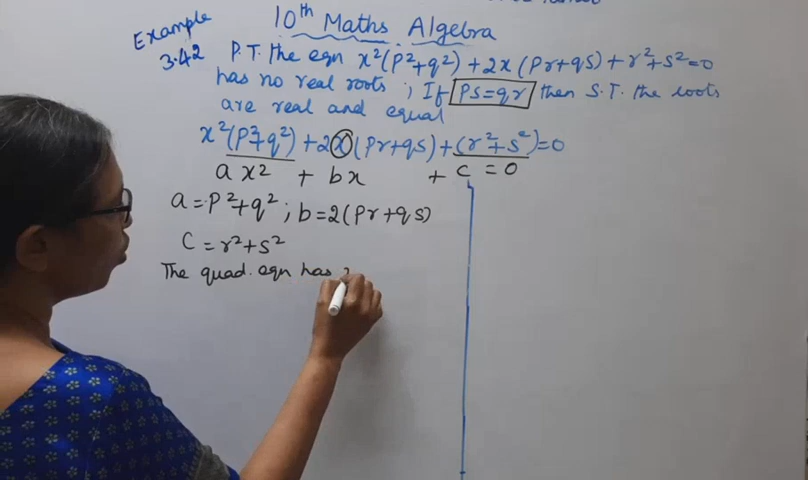 10th Maths Algebra
Example
3.42 P.T. the eqn x²(p²+q²)+2x(pr+qs)+r²+s²=0
has no real roots ; If ps=qr then S.T. the roots
are real and equal
x²(p²+q²)+2x(pr+qs)+(r²+s²)=0
ax² + bx + c = 0
a=p²+q²; b=2(pr+qs)
c = r²+s²
The quad. eqn has